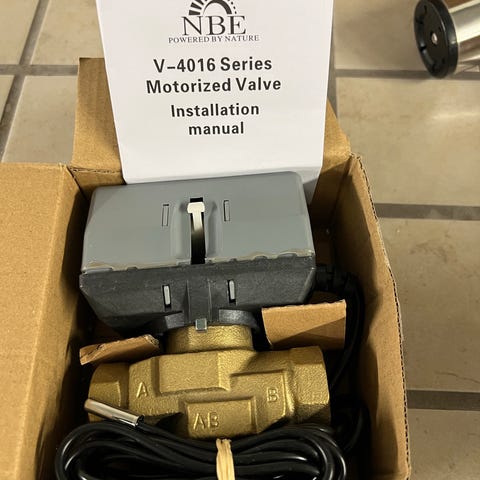 NBE
POWERED BY NATURE
V-4016 Series
Motorized Valve
Installation
manual
A
B
AB